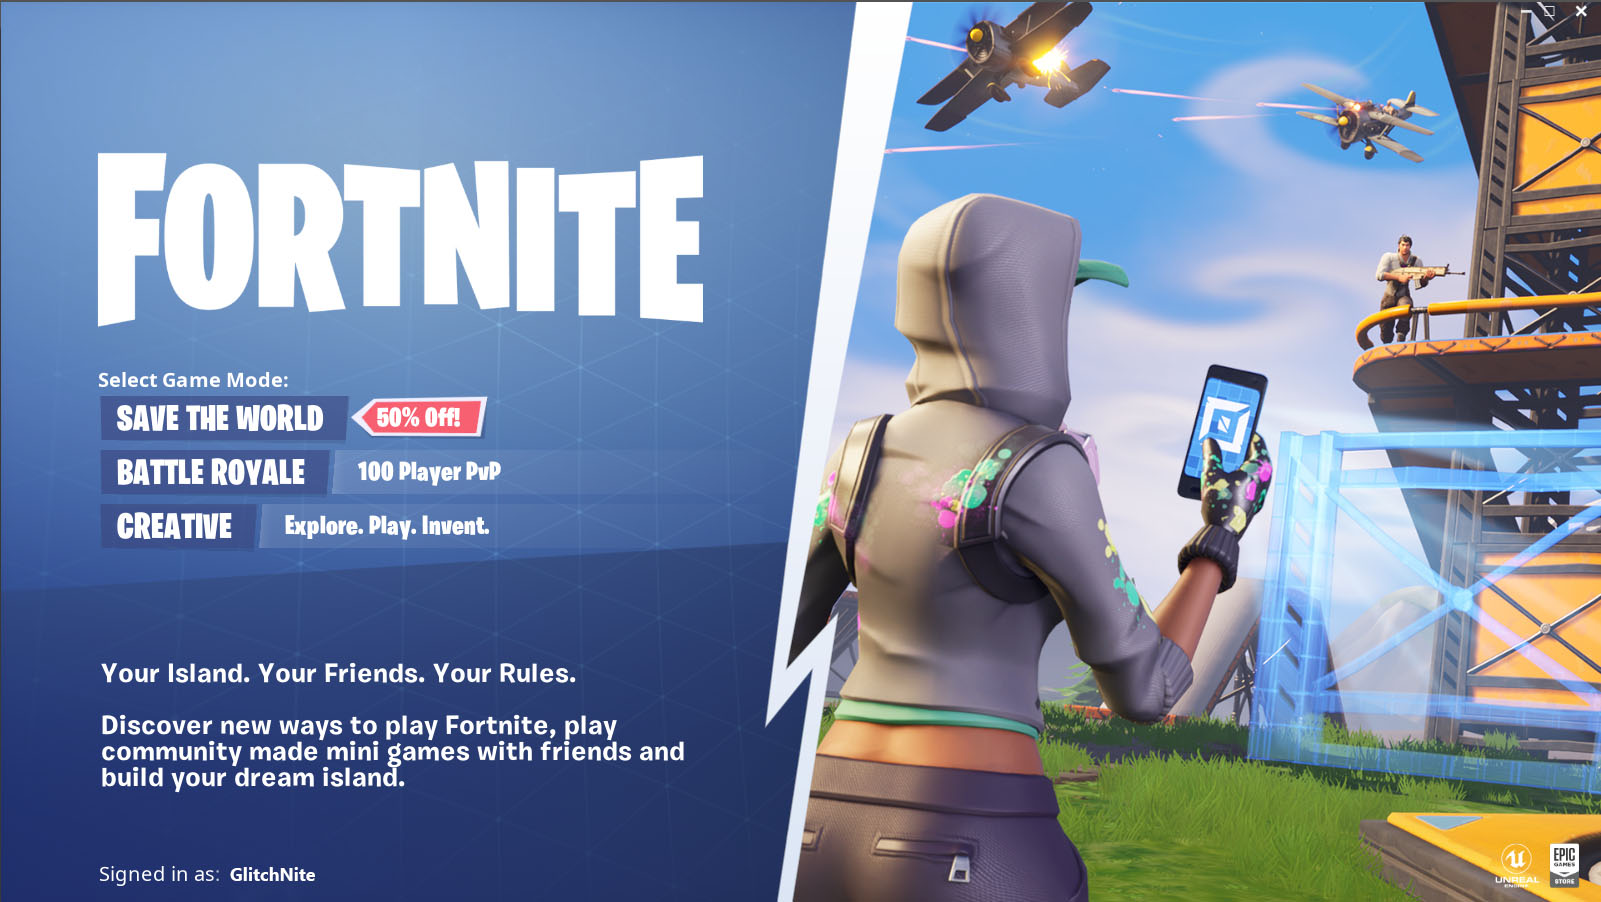 FORTNITE
Select Game Mode:
SAVE THE WORLD
50% Off!
BATTLE ROYALE
100 Player PvP
CREATIVE
Explore. Play. Invent.
Your Island. Your Friends. Your Rules.
Discover new ways to play Fortnite, play
community made mini games with friends and
build your dream island.
Signed in as: GlitchNite
UNREAL
ENGINE
EPIC
GAMES
STORE